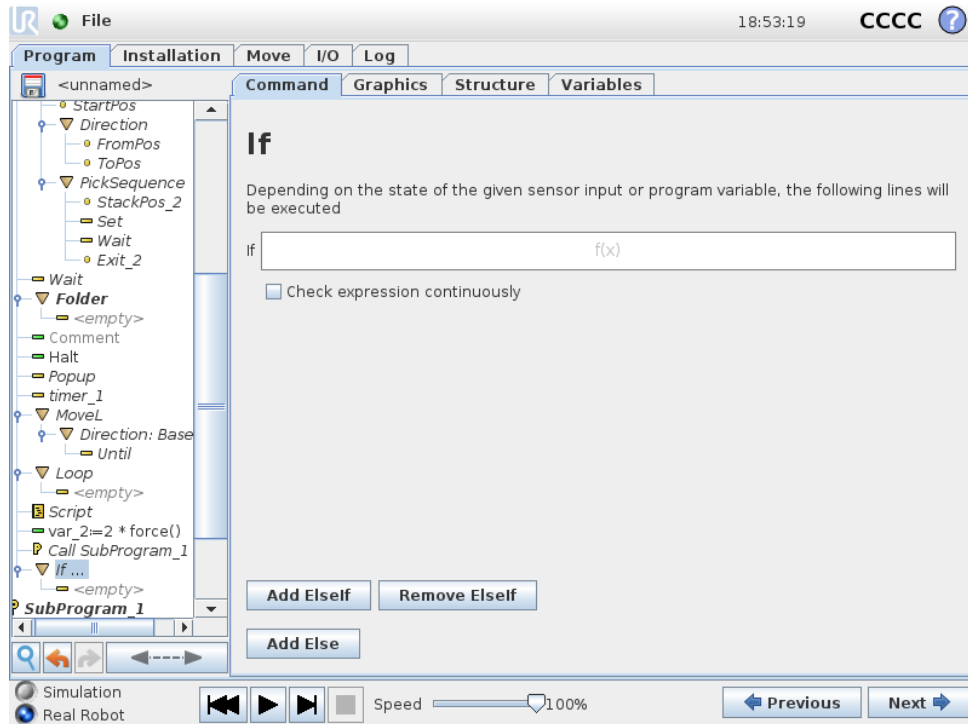 UR File 18:53:19 CCCC ?
Program Installation Move I/O Log
<unnamed> Command Graphics Structure Variables
StartPos
Direction
FromPos
ToPos
PickSequence
StackPos_2
Set
Wait
Exit_2
Wait
Folder
<empty>
Comment
Halt
Popup
timer_1
MoveL
Direction: Base
Until
Loop
<empty>
Script
var_2:=2 * force()
P Call SubProgram_1
If ...
<empty>
P SubProgram_1
If
Depending on the state of the given sensor input or program variable, the following lines will
be executed
If f(x)
Check expression continuously
Add ElseIf Remove ElseIf
Add Else
Simulation
Real Robot
Speed 100%
Previous Next